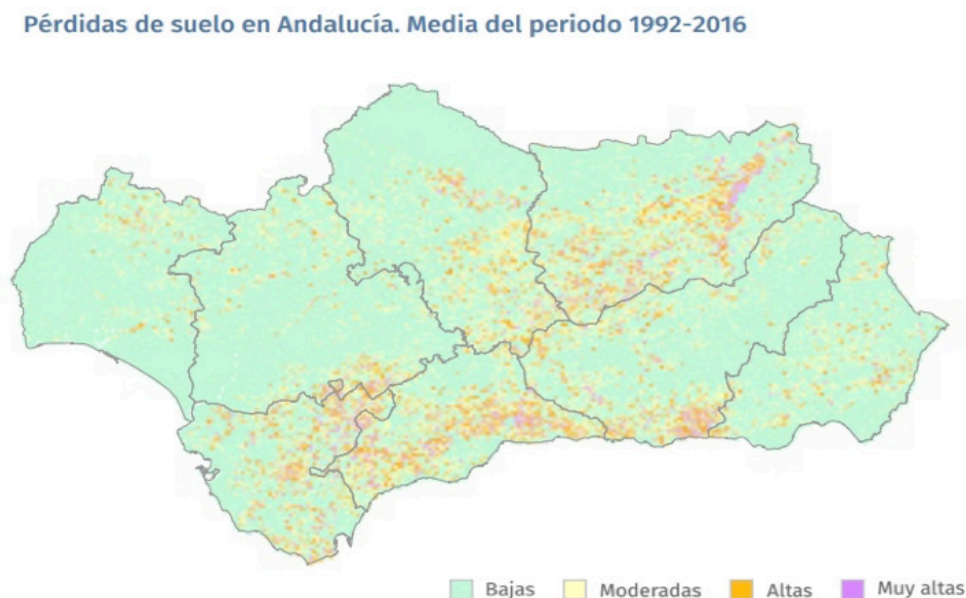 Pérdidas de suelo en Andalucía. Media del periodo 1992-2016
Bajas Moderadas Altas Muy altas